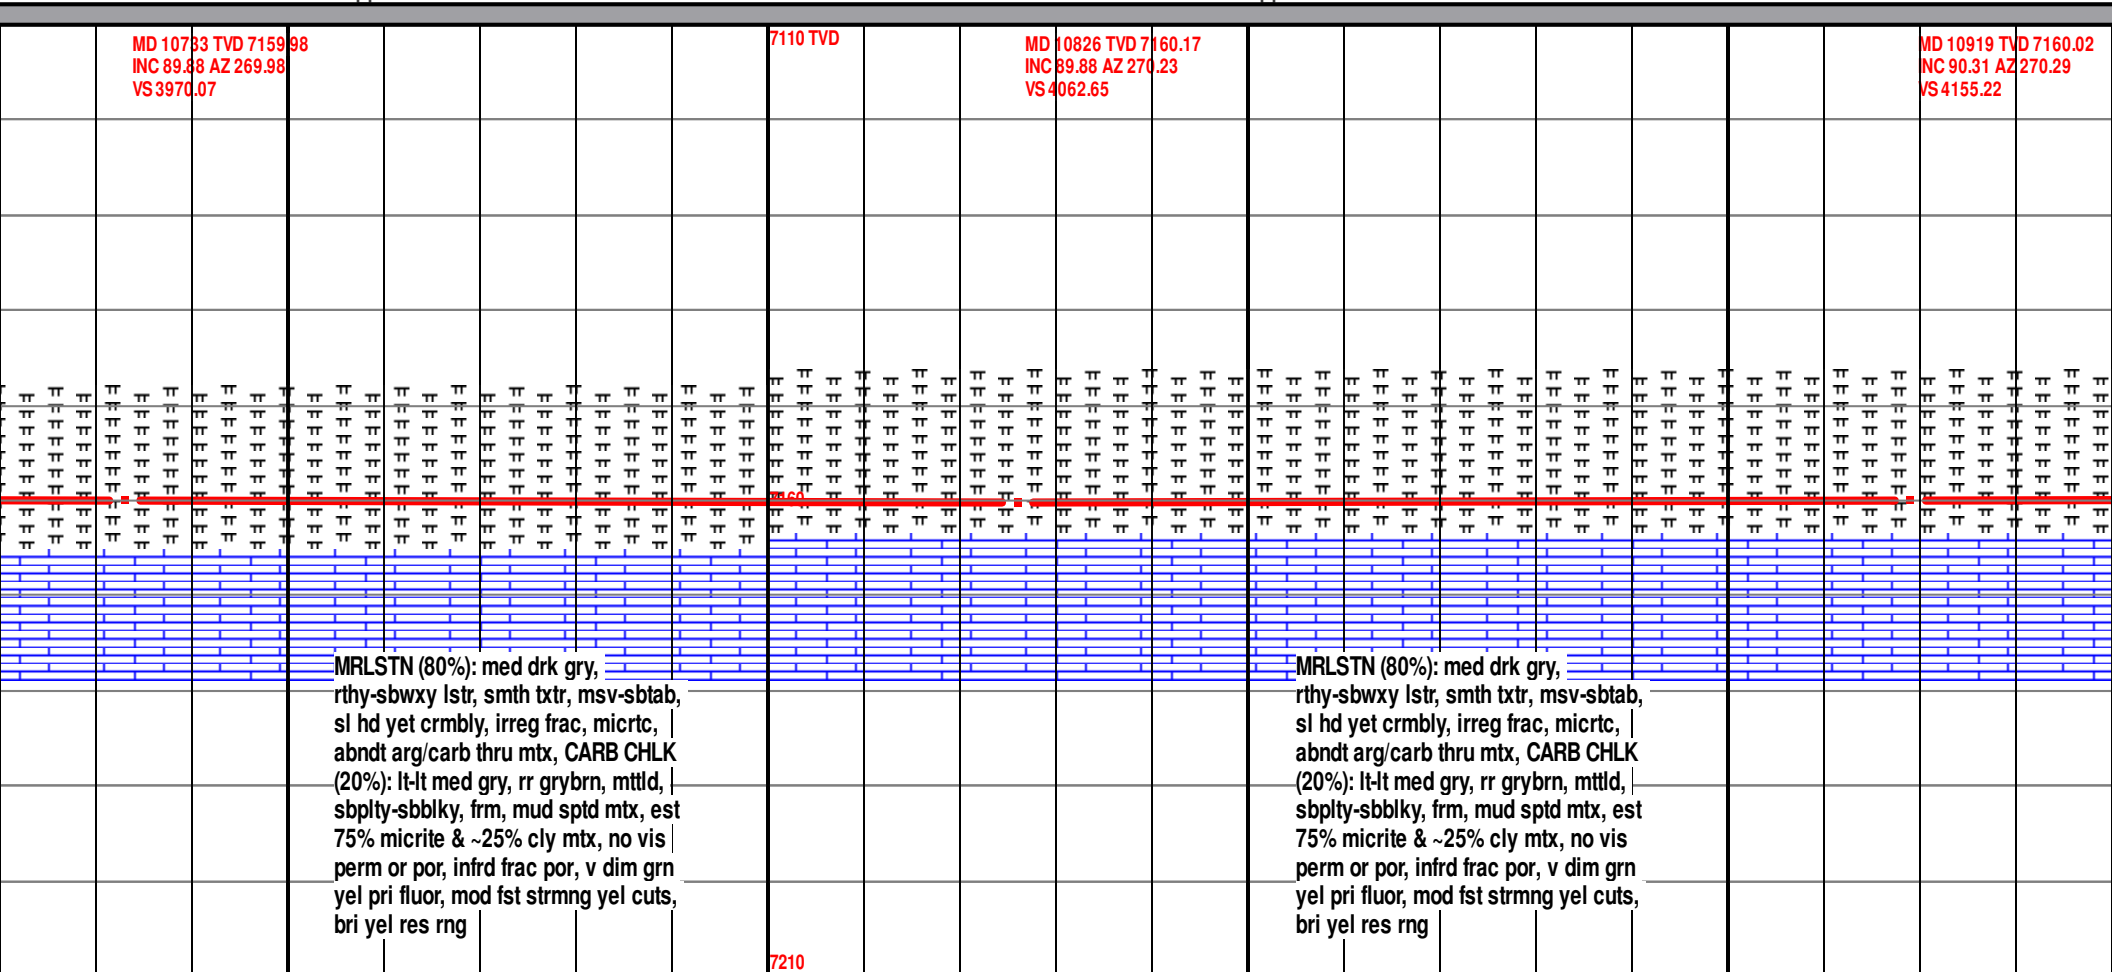 MD 10733 TVD 7159.98
INC 89.88 AZ 269.98
VS 3970.07
7110 TVD
MD 10826 TVD 7160.17
INC 89.88 AZ 270.23
VS 4062.65
MD 10919 TVD 7160.02
INC 90.31 AZ 270.29
VS 4155.22
7160
MRLSTN (80%): med drk gry,
rthy-sbwxy lstr, smth txtr, msv-sbtab,
sl hd yet crmbly, irreg frac, micrtc,
abndt arg/carb thru mtx, CARB CHLK
(20%): lt-lt med gry, rr grybrn, mttld,
sbplty-sbblky, frm, mud sptd mtx, est
75% micrite & ~25% cly mtx, no vis
perm or por, infrd frac por, v dim grn
yel pri fluor, mod fst strmng yel cuts,
bri yel res rng
MRLSTN (80%): med drk gry,
rthy-sbwxy lstr, smth txtr, msv-sbtab,
sl hd yet crmbly, irreg frac, micrtc,
abndt arg/carb thru mtx, CARB CHLK
(20%): lt-lt med gry, rr grybrn, mttld,
sbplty-sbblky, frm, mud sptd mtx, est
75% micrite & ~25% cly mtx, no vis
perm or por, infrd frac por, v dim grn
yel pri fluor, mod fst strmng yel cuts,
bri yel res rng
7210